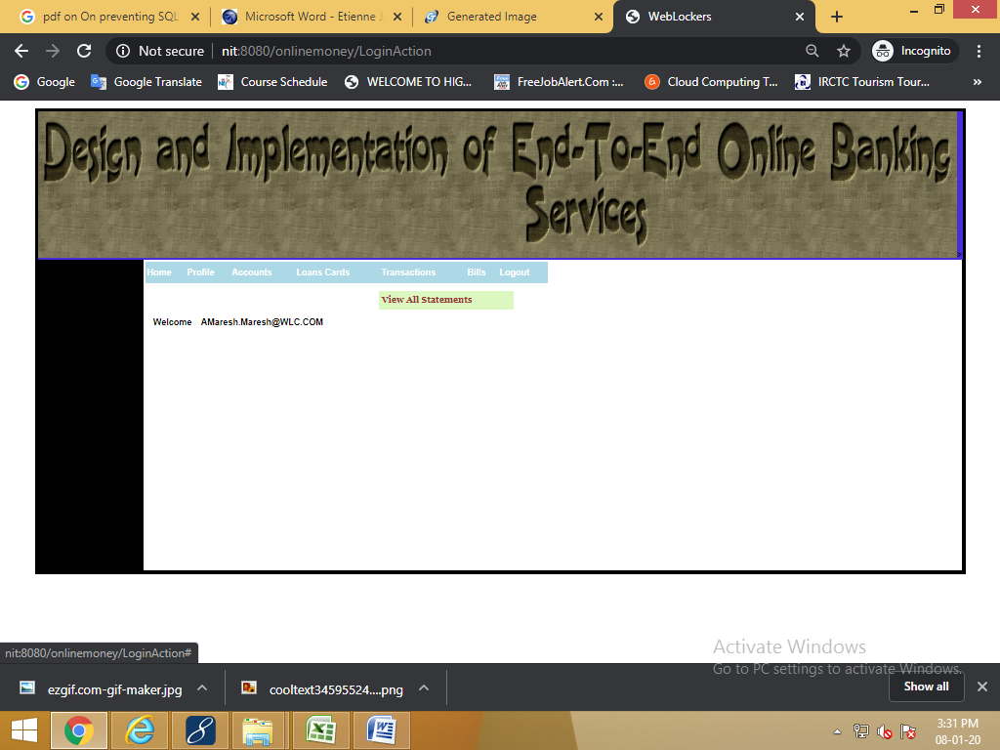 pdf on On preventing SQL
Microsoft Word - Etienne J
Generated Image
WebLockers
Not secure
nit:8080/onlinemoney/LoginAction
Incognito
Google
Google Translate
Course Schedule
WELCOME TO HIG...
FreeJobAlert.Com :...
Cloud Computing T...
IRCTC Tourism Tour...
»
Design and Implementation of End-To-End Online Banking
Services
>
Home Profile Accounts Loans Cards Transactions Bills Logout
View All Statements
Welcome AMaresh.Maresh@WLC.COM
nit:8080/onlinemoney/LoginAction#
Activate Windows
Go to PC settings to activate Windows.
ezgif.com-gif-maker.jpg
cooltext34595524....png
Show all
3:31 PM
08-01-20